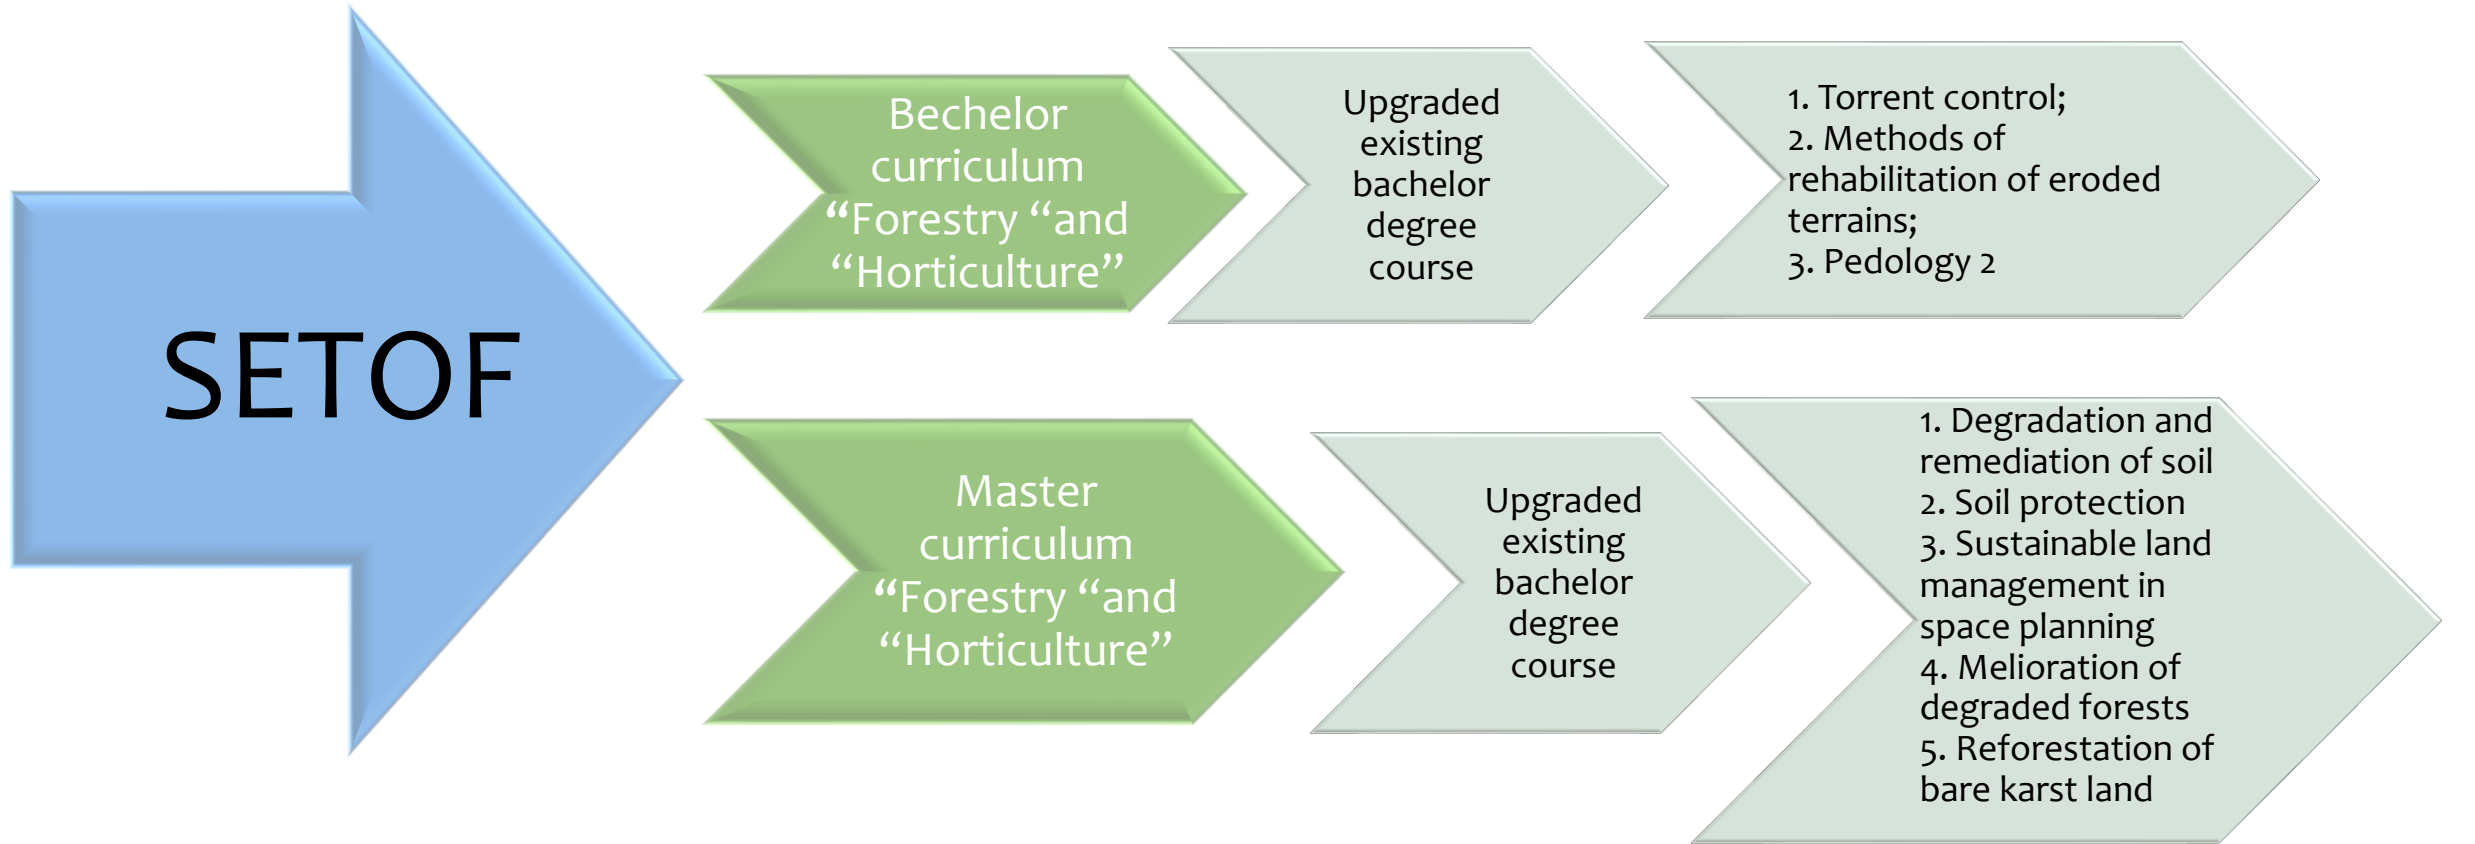 SETOF
Bechelor
curriculum
“Forestry “and
“Horticulture”
Upgraded
existing
bachelor
degree
course
1. Torrent control;
2. Methods of
rehabilitation of eroded
terrains;
3. Pedology 2
Master
curriculum
“Forestry “and
“Horticulture”
Upgraded
existing
bachelor
degree
course
1. Degradation and
remediation of soil
2. Soil protection
3. Sustainable land
management in
space planning
4. Melioration of
degraded forests
5. Reforestation of
bare karst land